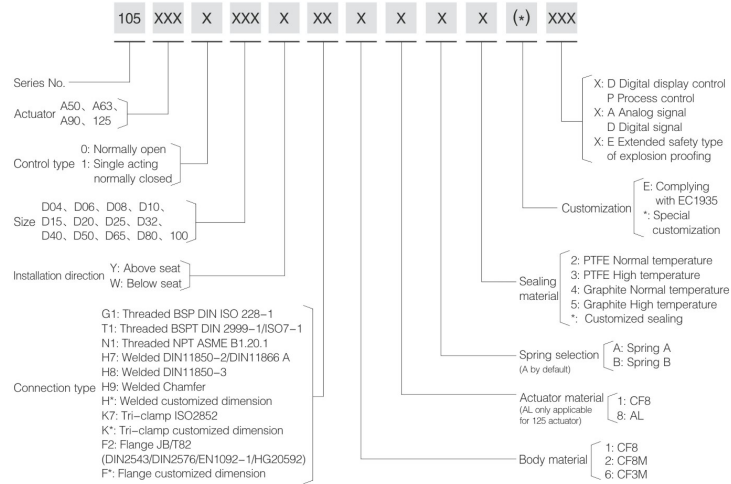 105 XXX X XXX X XX X X X X (*) XXX
Series No.
Actuator A50、A63、
A90、125
Control type
0: Normally open
1: Single acting
normally closed
Size
D04、D06、D08、D10、
D15、D20、D25、D32、
D40、D50、D65、D80、100
Installation direction
Y: Above seat
W: Below seat
Connection type
G1: Threaded BSP DIN ISO 228-1
T1: Threaded BSPT DIN 2999-1/ISO7-1
N1: Threaded NPT ASME B1.20.1
H7: Welded DIN11850-2/DIN11866 A
H8: Welded DIN11850-3
H9: Welded Chamfer
H*: Welded customized dimension
K7: Tri-clamp ISO2852
K*: Tri-clamp customized dimension
F2: Flange JB/T82
(DIN2543/DIN2576/EN1092-1/HG20592)
F*: Flange customized dimension
X: D Digital display control
P Process control
X: A Analog signal
D Digital signal
X: E Extended safety type
of explosion proofing
Customization
E: Complying
with EC1935
*: Special
customization
Sealing
material
2: PTFE Normal temperature
3: PTFE High temperature
4: Graphite Normal temperature
5: Graphite High temperature
*: Customized sealing
Spring selection
(A by default)
A: Spring A
B: Spring B
Actuator material
(AL only applicable
for 125 actuator)
1: CF8
8: AL
Body material
1: CF8
2: CF8M
6: CF3M